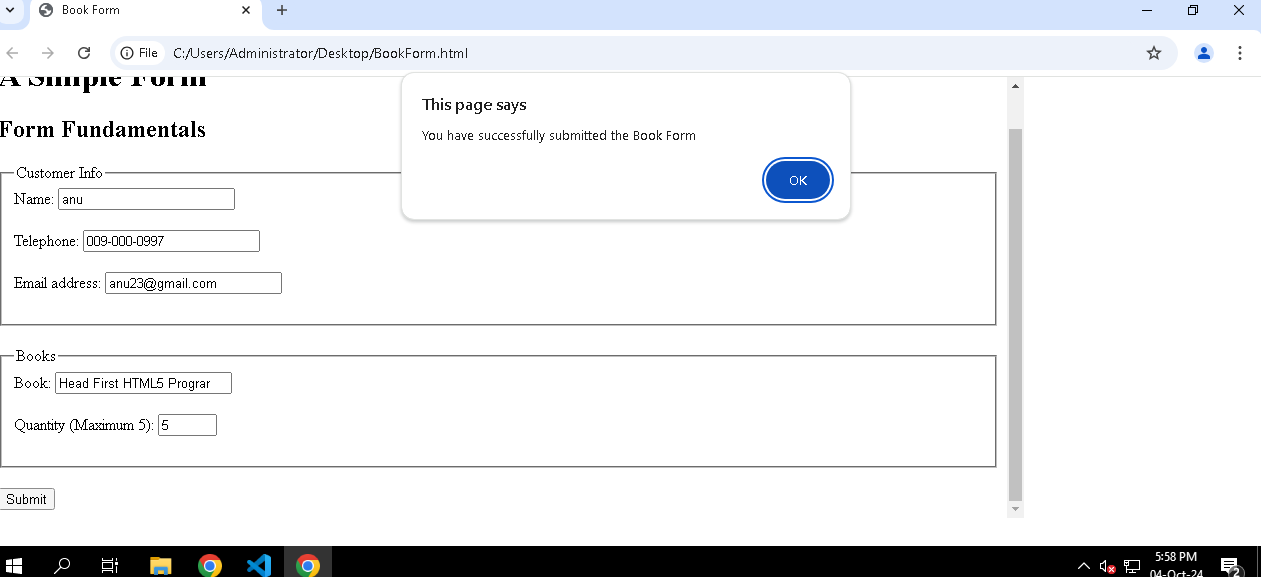 Book Form
File C:/Users/Administrator/Desktop/BookForm.html
A Simple Form
This page says
You have successfully submitted the Book Form
OK
Form Fundamentals
Customer Info
Name: anu
Telephone: 009-000-0997
Email address: anu23@gmail.com
Books
Book: Head First HTML5 Prograr
Quantity (Maximum 5): 5
Submit
5:58 PM
04-Oct-24
2